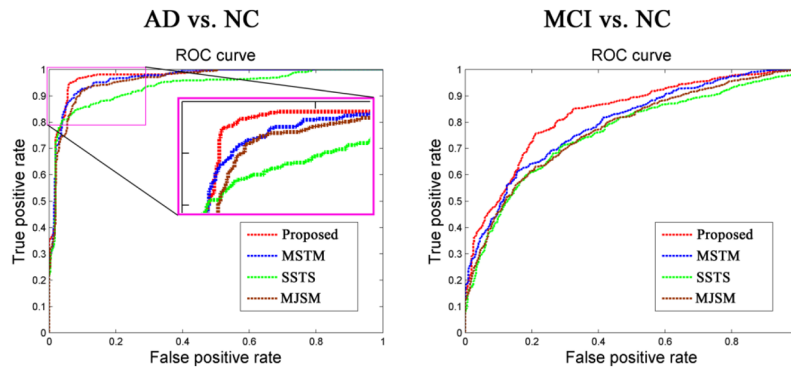 AD vs. NC
ROC curve
True positive rate
1
0.9
0.8
0.7
0.6
0.5
0.4
0.3
0.2
0.1
0
0 0.2 0.4 0.6 0.8 1
False positive rate
Proposed
MSTM
SSTS
MJSM
MCI vs. NC
ROC curve
True positive rate
1
0.9
0.8
0.7
0.6
0.5
0.4
0.3
0.2
0.1
0
0 0.2 0.4 0.6 0.8
False positive rate
Proposed
MSTM
SSTS
MJSM